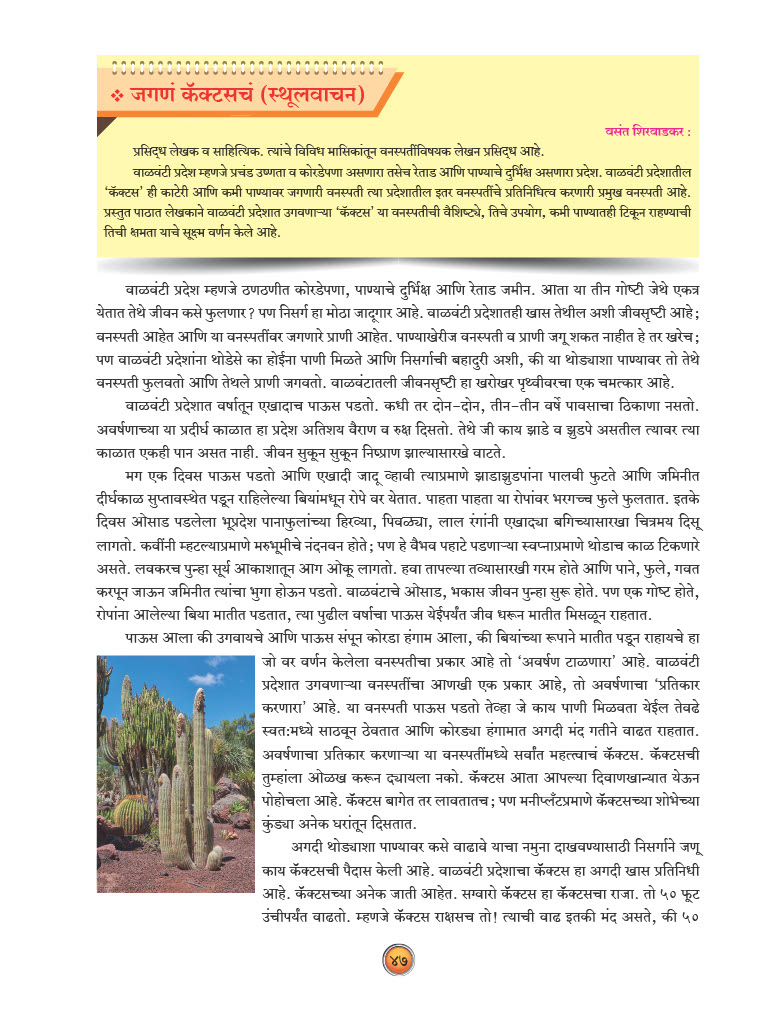 ❖ जगणं कॅक्टसचं (स्थूलवाचन)
वसंत शिरवाडकर :
प्रसिद्ध लेखक व साहित्यिक. त्यांचे विविध मासिकांतून वनस्पतींविषयक लेखन प्रसिद्ध आहे.
वाळवंटी प्रदेश म्हणजे प्रचंड उष्णता व कोरडेपणा असणारा तसेच रेताड आणि पाण्याचे दुर्भिक्ष असणारा प्रदेश. वाळवंटी प्रदेशातील
‘कॅक्टस’ ही काटेरी आणि कमी पाण्यावर जगणारी वनस्पती त्या प्रदेशातील इतर वनस्पतींचे प्रतिनिधित्व करणारी प्रमुख वनस्पती आहे.
प्रस्तुत पाठात लेखकाने वाळवंटी प्रदेशात उगवणाऱ्या ‘कॅक्टस’ या वनस्पतीची वैशिष्ट्ये, तिचे उपयोग, कमी पाण्यातही टिकून राहण्याची
तिची क्षमता याचे सूक्ष्म वर्णन केले आहे.
वाळवंटी प्रदेश म्हणजे ठणठणीत कोरडेपणा, पाण्याचे दुर्भिक्ष आणि रेताड जमीन. आता या तीन गोष्टी जेथे एकत्र
येतात तेथे जीवन कसे फुलणार? पण निसर्ग हा मोठा जादूगार आहे. वाळवंटी प्रदेशातही खास तेथील अशी जीवसृष्टी आहे;
वनस्पती आहेत आणि या वनस्पतींवर जगणारे प्राणी आहेत. पाण्याखेरीज वनस्पती व प्राणी जगू शकत नाहीत हे तर खरेच;
पण वाळवंटी प्रदेशांना थोडेसे का होईना पाणी मिळते आणि निसर्गाची बहादुरी अशी, की या थोड्याशा पाण्यावर तो तेथे
वनस्पती फुलवतो आणि तेथले प्राणी जगवतो. वाळवंटातली जीवनसृष्टी हा खरोखर पृथ्वीवरचा एक चमत्कार आहे.
वाळवंटी प्रदेशात वर्षातून एखादाच पाऊस पडतो. कधी तर दोन-दोन, तीन-तीन वर्षे पावसाचा ठिकाणा नसतो.
अवर्षणाच्या या प्रदीर्घ काळात हा प्रदेश अतिशय वैराण व रुक्ष दिसतो. तेथे जी काय झाडे व झुडपे असतील त्यावर त्या
काळात एकही पान असत नाही. जीवन सुकून सुकून निष्प्राण झाल्यासारखे वाटते.
मग एक दिवस पाऊस पडतो आणि एखादी जादू व्हावी त्याप्रमाणे झाडाझुडपांना पालवी फुटते आणि जमिनीत
दीर्घकाळ सुप्तावस्थेत पडून राहिलेल्या बियांमधून रोपे वर येतात. पाहता पाहता या रोपांवर भरगच्च फुले फुलतात. इतके
दिवस ओसाड पडलेला भूप्रदेश पानाफुलांच्या हिरव्या, पिवळ्या, लाल रंगांनी एखाद्या बगिच्यासारखा चित्रमय दिसू
लागतो. कवींनी म्हटल्याप्रमाणे मरुभूमीचे नंदनवन होते; पण हे वैभव पहाटे पडणाऱ्या स्वप्नाप्रमाणे थोडाच काळ टिकणारे
असते. लवकरच पुन्हा सूर्य आकाशातून आग ओकू लागतो. हवा तापल्या तव्यासारखी गरम होते आणि पाने, फुले, गवत
करपून जाऊन जमिनीत त्यांचा भुगा होऊन पडतो. वाळवंटाचे ओसाड, भकास जीवन पुन्हा सुरू होते. पण एक गोष्ट होते,
रोपांना आलेल्या बिया मातीत पडतात, त्या पुढील वर्षाचा पाऊस येईपर्यंत जीव धरून मातीत मिसळून राहतात.
पाऊस आला की उगवायचे आणि पाऊस संपून कोरडा हंगाम आला, की बियांच्या रूपाने मातीत पडून राहायचे हा
जो वर वर्णन केलेला वनस्पतीचा प्रकार आहे तो ‘अवर्षण टाळणारा’ आहे. वाळवंटी
प्रदेशात उगवणाऱ्या वनस्पतींचा आणखी एक प्रकार आहे, तो अवर्षणाचा ‘प्रतिकार
करणारा’ आहे. या वनस्पती पाऊस पडतो तेव्हा जे काय पाणी मिळवता येईल तेवढे
स्वत:मध्ये साठवून ठेवतात आणि कोरड्या हंगामात अगदी मंद गतीने वाढत राहतात.
अवर्षणाचा प्रतिकार करणाऱ्या या वनस्पतींमध्ये सर्वांत महत्त्वाचं कॅक्टस. कॅक्टसची
तुम्हांला ओळख करून द्यायला नको. कॅक्टस आता आपल्या दिवाणखान्यात येऊन
पोहोचला आहे. कॅक्टस बागेत तर लावतातच; पण मनीप्लँटप्रमाणे कॅक्टसच्या शोभेच्या
कुंड्या अनेक घरांतून दिसतात.
अगदी थोड्याशा पाण्यावर कसे वाढावे याचा नमुना दाखवण्यासाठी निसर्गाने जणू
काय कॅक्टसची पैदास केली आहे. वाळवंटी प्रदेशाचा कॅक्टस हा अगदी खास प्रतिनिधी
आहे. कॅक्टसच्या अनेक जाती आहेत. सग्वारो कॅक्टस हा कॅक्टसचा राजा. तो ५० फूट
उंचीपर्यंत वाढतो. म्हणजे कॅक्टस राक्षसच तो! त्याची वाढ इतकी मंद असते, की ५०
४७